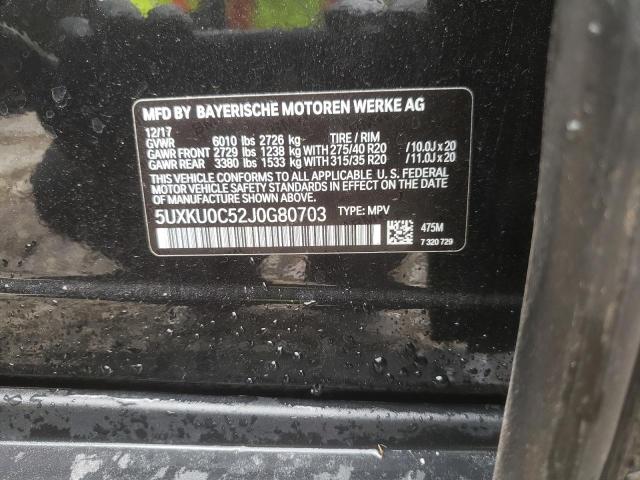 MFD BY BAYERISCHE MOTOREN WERKE AG
12/17
GVWR 6010 lbs 2726 kg TIRE / RIM
GAWR FRONT 2729 lbs 1238 kg WITH 275/40 R20 /10.0J x 20
GAWR REAR 3380 lbs 1533 kg WITH 315/35 R20 /11.0J x 20
THIS VEHICLE CONFORMS TO ALL APPLICABLE U. S. FEDERAL
MOTOR VEHICLE SAFETY STANDARDS IN EFFECT ON THE DATE
OF MANUFACTURE SHOWN ABOVE.
5UXKU0C52J0G80703 TYPE: MPV
475M
7 320 729